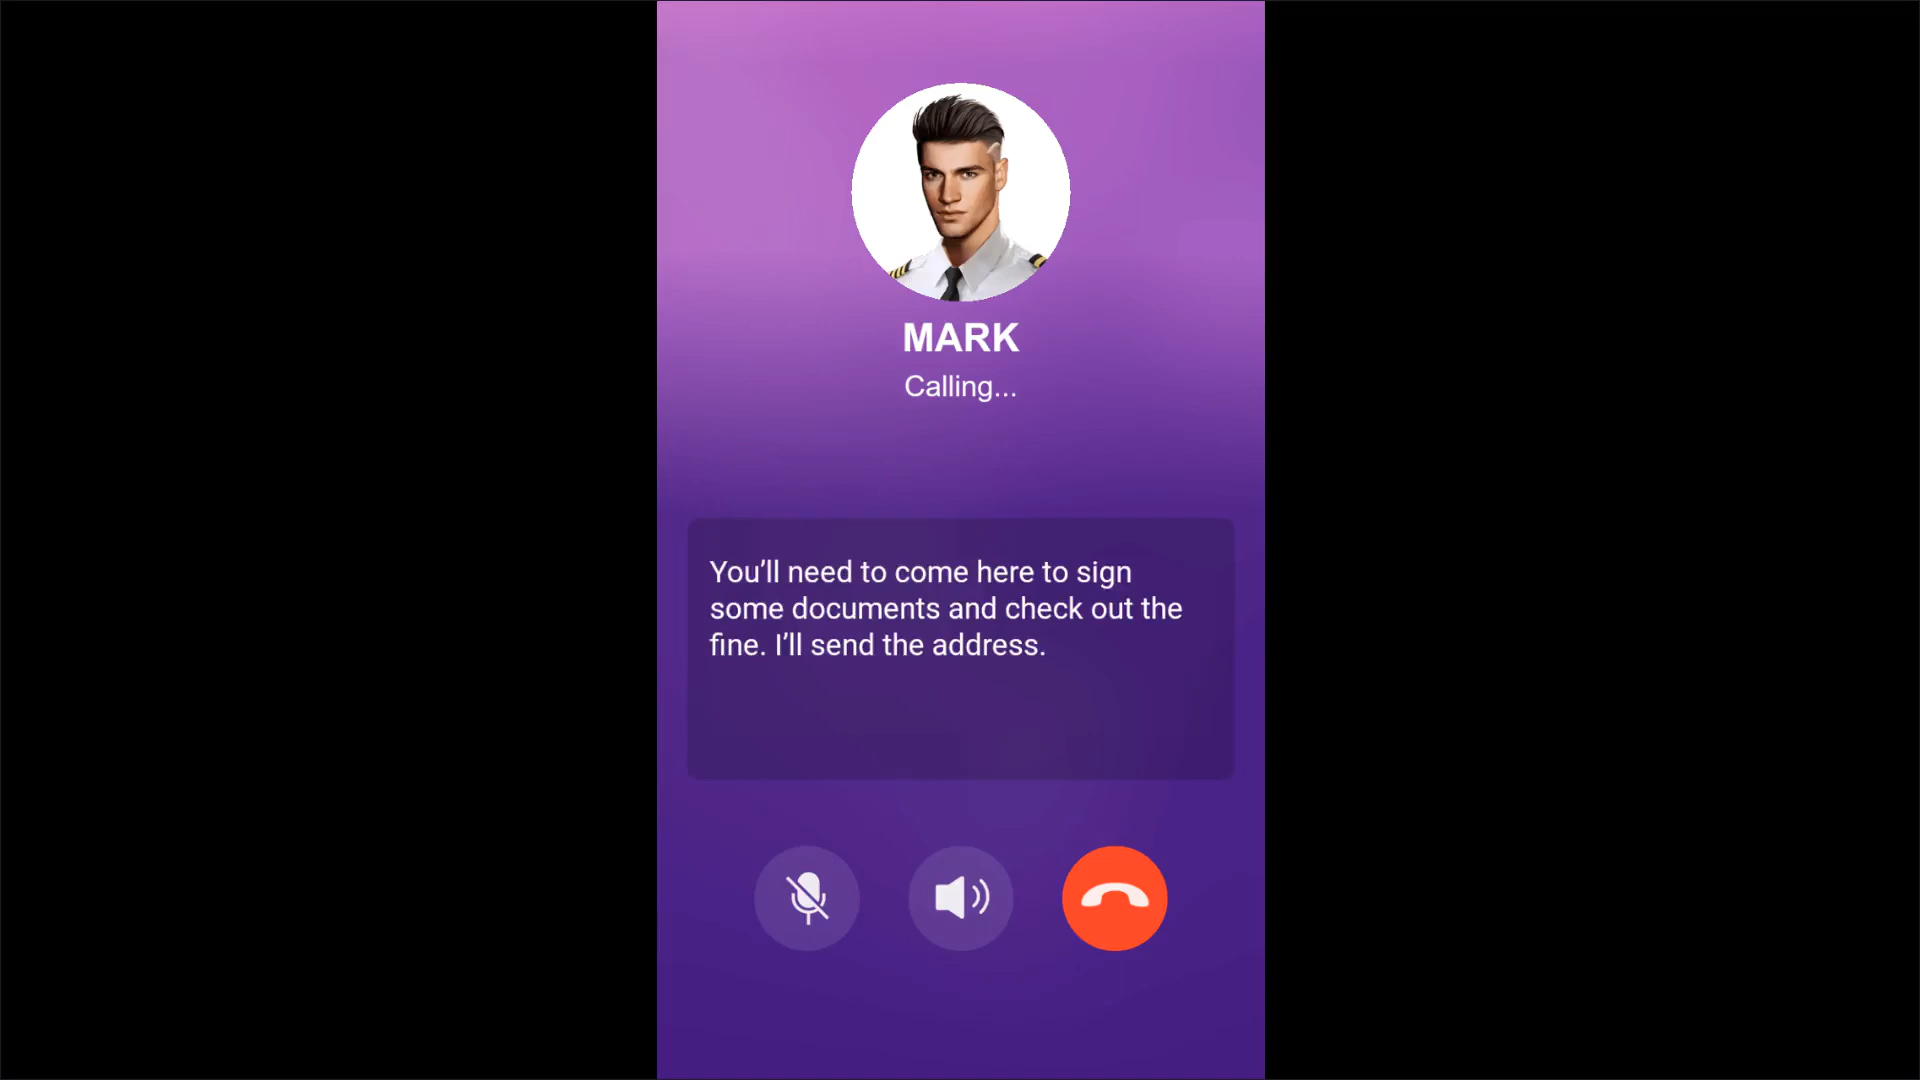 MARK
Calling...
You’ll need to come here to sign
some documents and check out the
fine. I’ll send the address.